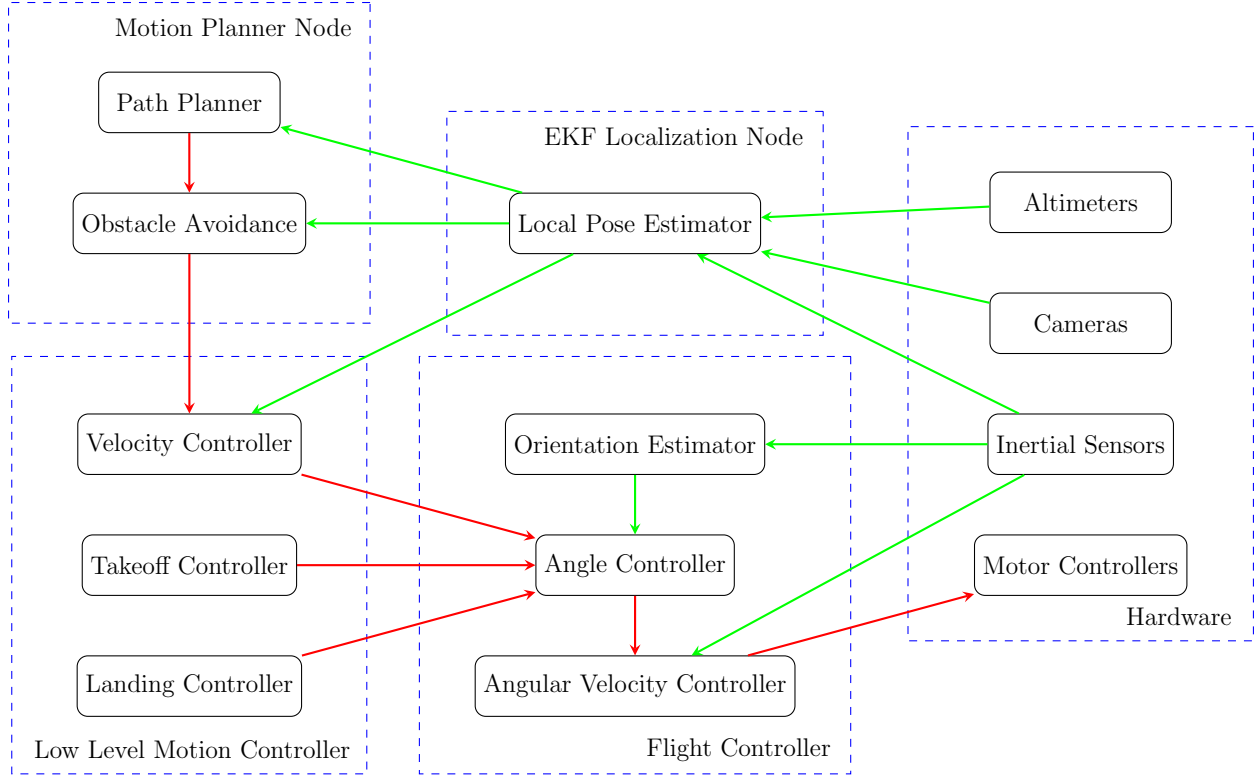 Motion Planner Node
Path Planner
Obstacle Avoidance
EKF Localization Node
Local Pose Estimator
Altimeters
Cameras
Inertial Sensors
Motor Controllers
Hardware
Velocity Controller
Takeoff Controller
Landing Controller
Low Level Motion Controller
Orientation Estimator
Angle Controller
Angular Velocity Controller
Flight Controller